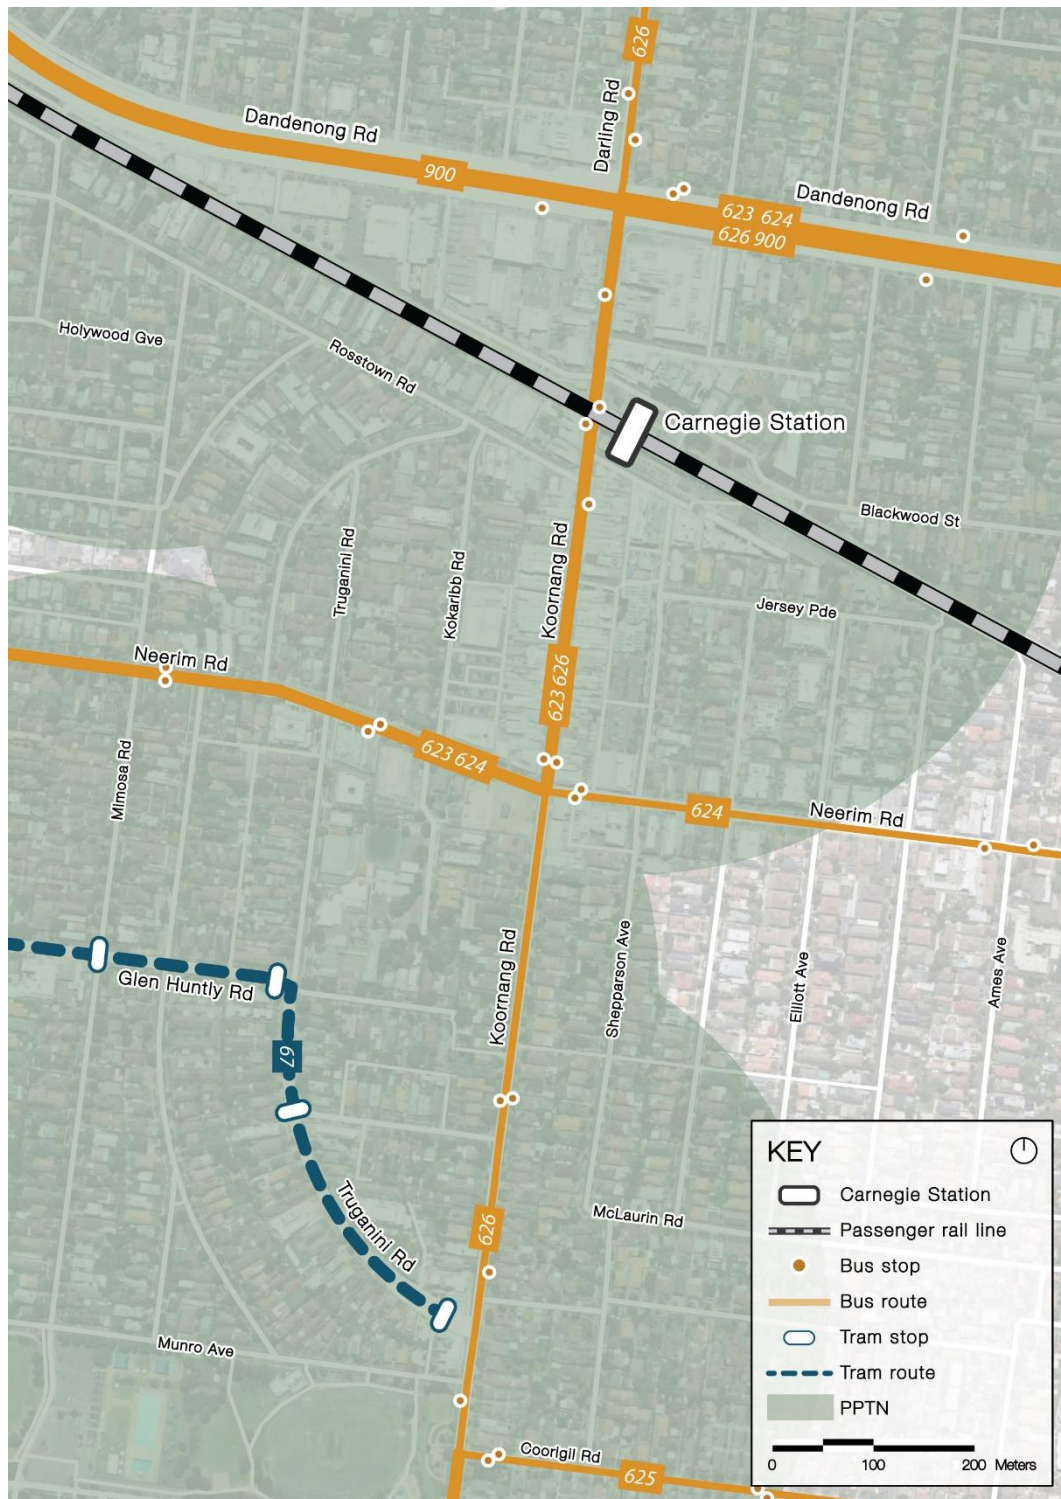 626
Darling Rd
Dandenong Rd
900
Dandenong Rd
623 624
626 900
Holywood Gve
Rosstown Rd
Carnegie Station
Blackwood St
Truganini Rd
Kokaribb Rd
Koornang Rd
Jersey Pde
Neerim Rd
623 626
Mimosa Rd
623 624
624
Neerim Rd
Glen Huntly Rd
Koornang Rd
Shepparson Ave
Elliott Ave
Ames Ave
67
Truganini Rd
626
McLaurin Rd
Munro Ave
Coorigil Rd
625
KEY
Carnegie Station
Passenger rail line
Bus stop
Bus route
Tram stop
Tram route
PPTN
0 100 200 Meters